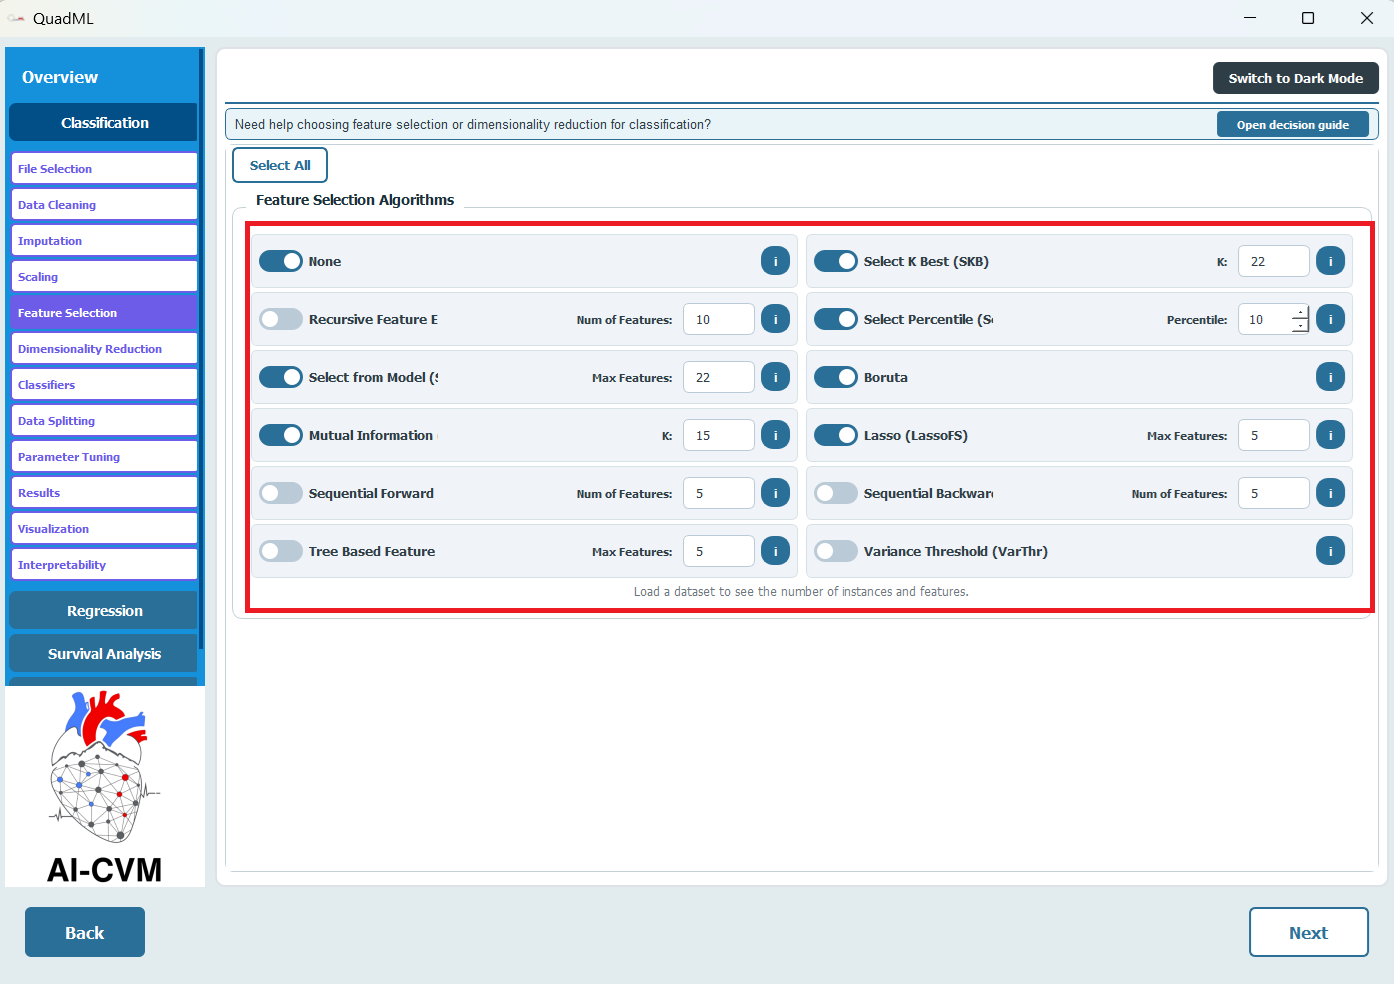 QuadML
Overview
Classification
File Selection
Data Cleaning
Imputation
Scaling
Feature Selection
Dimensionality Reduction
Classifiers
Data Splitting
Parameter Tuning
Results
Visualization
Interpretability
Regression
Survival Analysis
AI-CVM
Switch to Dark Mode
Need help choosing feature selection or dimensionality reduction for classification? Open decision guide
Select All
Feature Selection Algorithms
None i Select K Best (SKB) K: 22 i
Recursive Feature E Num of Features: 10 i Select Percentile (S Percentile: 10 i
Select from Model ( Max Features: 22 i Boruta i
Mutual Information K: 15 i Lasso (LassoFS) Max Features: 5 i
Sequential Forward Num of Features: 5 i Sequential Backwar Num of Features: 5 i
Tree Based Feature Max Features: 5 i Variance Threshold (VarThr) i
Load a dataset to see the number of instances and features.
Back Next